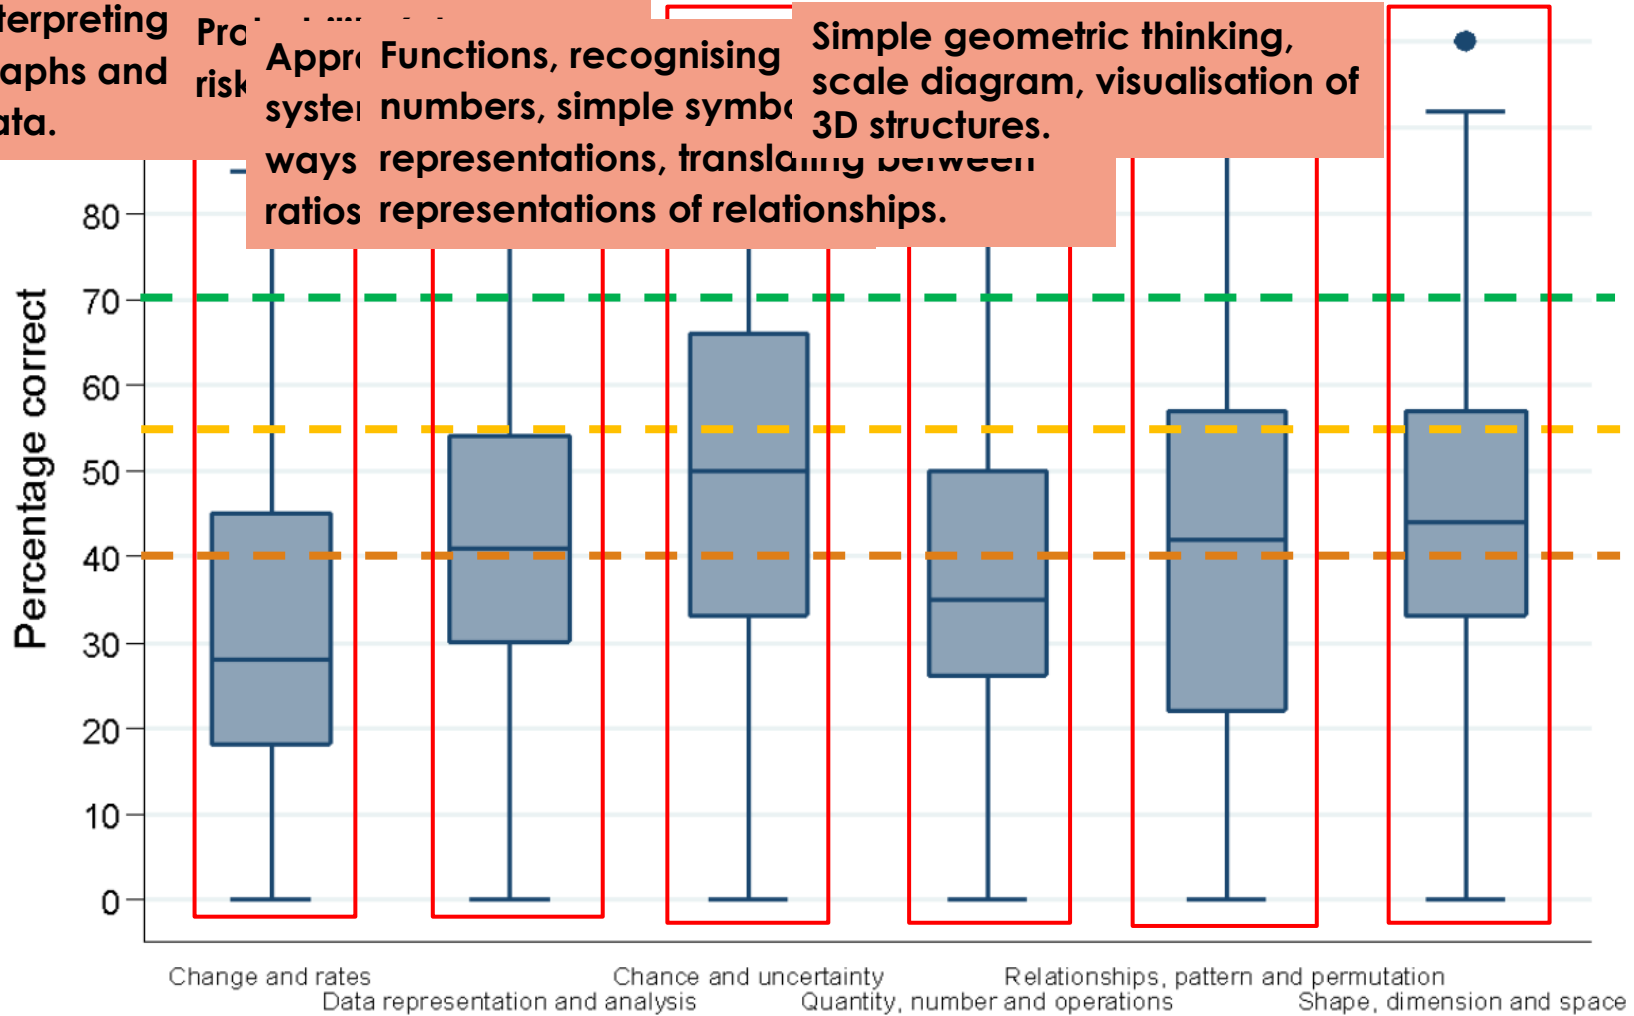 terpreting
aphs and
ata.
Pro
risk
Appr
syster
ways
ratios
Functions, recognising
numbers, simple symbo
representations, translating between
representations of relationships.
Simple geometric thinking,
scale diagram, visualisation of
3D structures.
Percentage correct
80
70
60
50
40
30
20
10
0
Change and rates
Data representation and analysis
Chance and uncertainty
Quantity, number and operations
Relationships, pattern and permutation
Shape, dimension and space